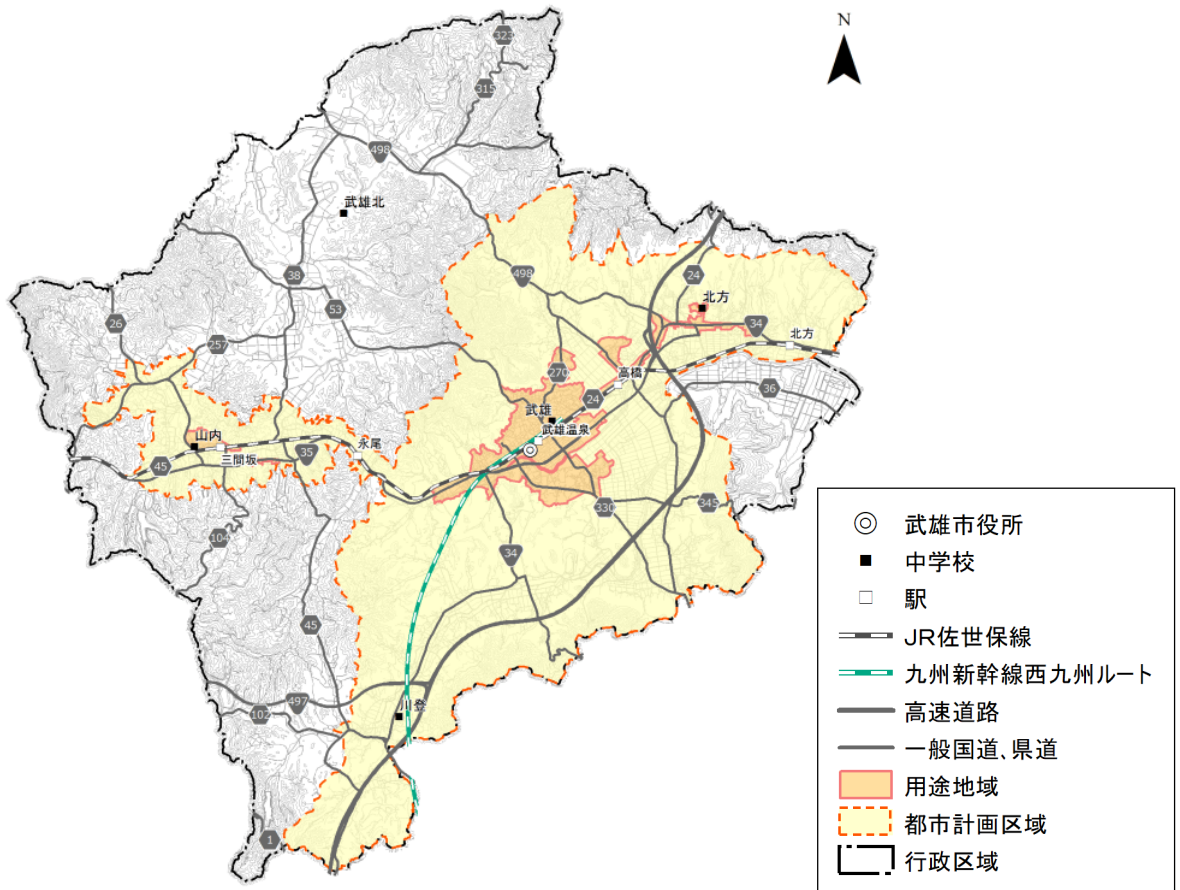 N
323
315
498
武雄北
38
498
24
北方
53
26
257
34
北方
270
高橋
36
24
武雄
武雄温泉
山内
永尾
三間坂
35
45
330
345
104
34
45
497
川登
102
1
武雄市役所
中学校
駅
JR佐世保線
九州新幹線西九州ルート
高速道路
一般国道、県道
用途地域
都市計画区域
行政区域